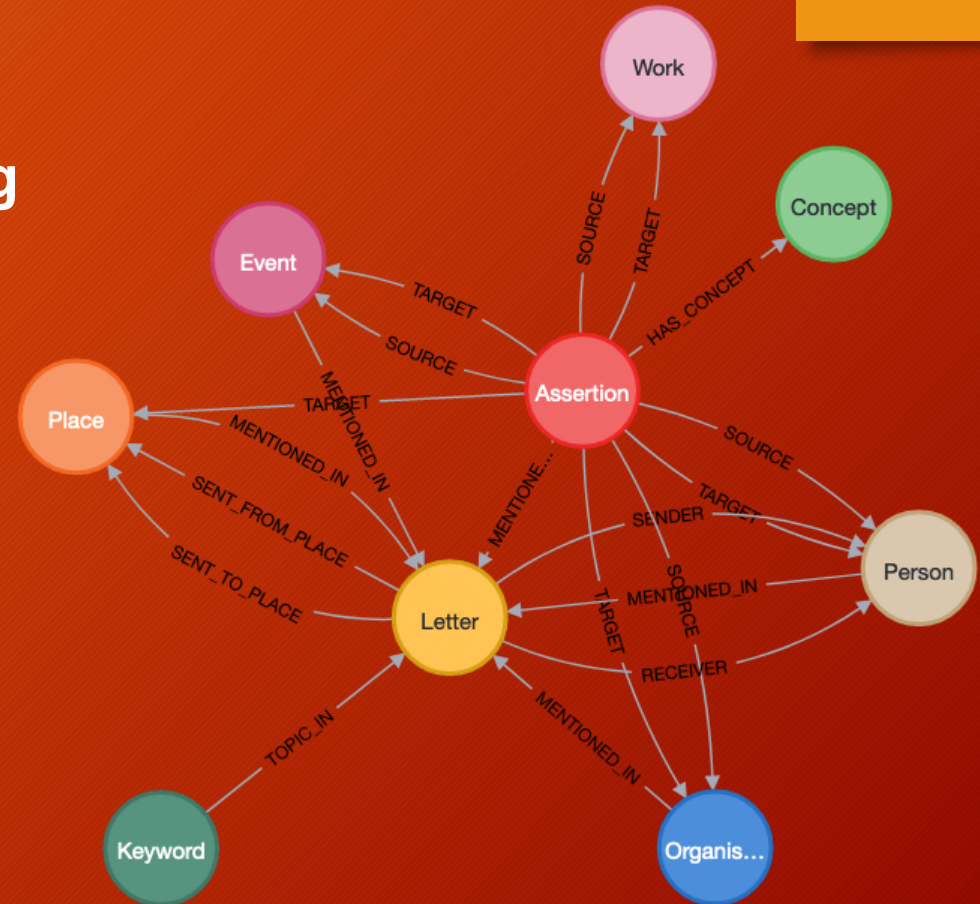 Work
g
Concept
SOURCE
TARGET
Event
HAS_CONCEPT
TARGET
SOURCE
Assertion
MENTIONED_IN
TARGET
Place
MENTIONED_IN
SOURCE
MENTIONE...
TARGET
SENT_FROM_PLACE
SENDER
Person
SENT_TO_PLACE
MENTIONED_IN
SOURCE
TARGET
Letter
RECEIVER
TOPIC_IN
MENTIONED_IN
Keyword
Organis...